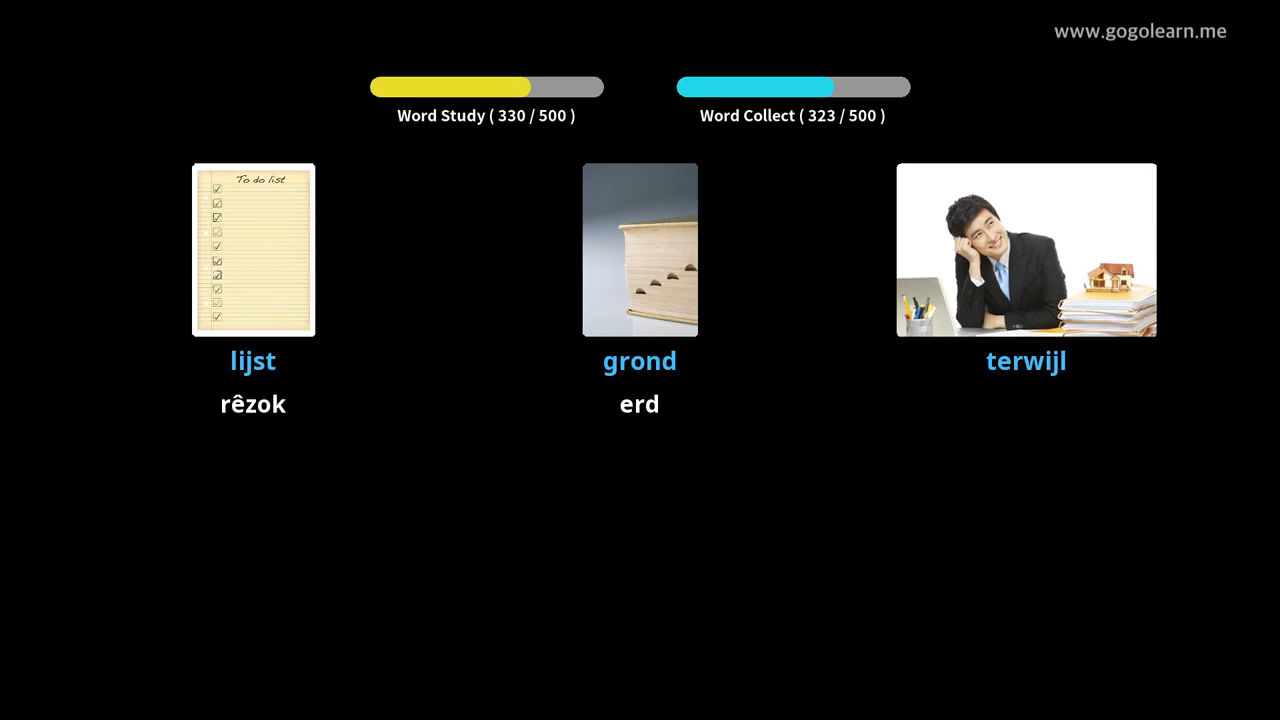 www.gogolearn.me
Word Study ( 330 / 500 )
Word Collect ( 323 / 500 )
To do list
lijst
grond
terwijl
rêzok
erd